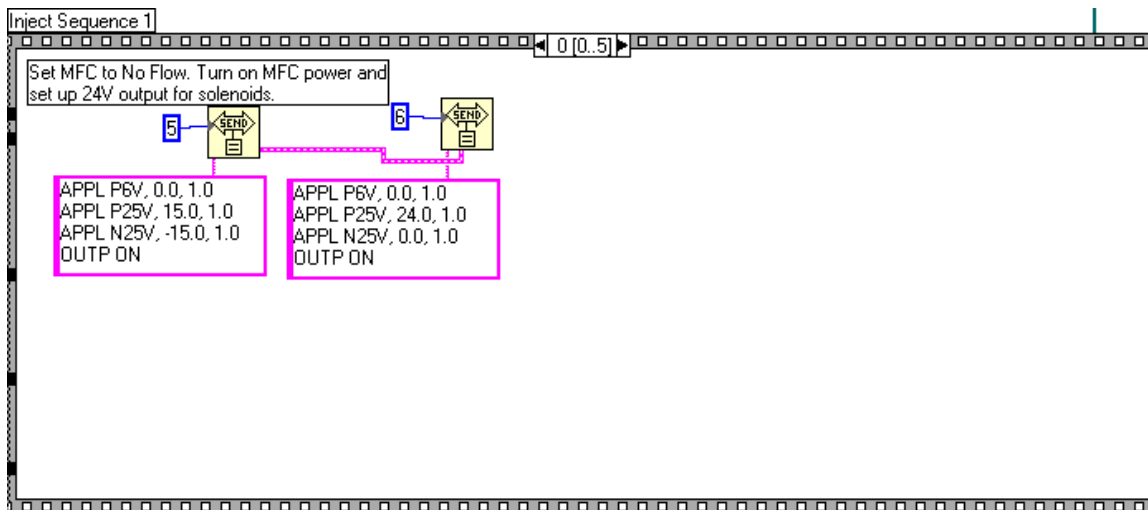 Inject Sequence 1
0 [0..5]
Set MFC to No Flow. Turn on MFC power and
set up 24V output for solenoids.
5
SEND
6
SEND
APPL P6V, 0.0, 1.0
APPL P25V, 15.0, 1.0
APPL N25V, -15.0, 1.0
OUTP ON
APPL P6V, 0.0, 1.0
APPL P25V, 24.0, 1.0
APPL N25V, 0.0, 1.0
OUTP ON